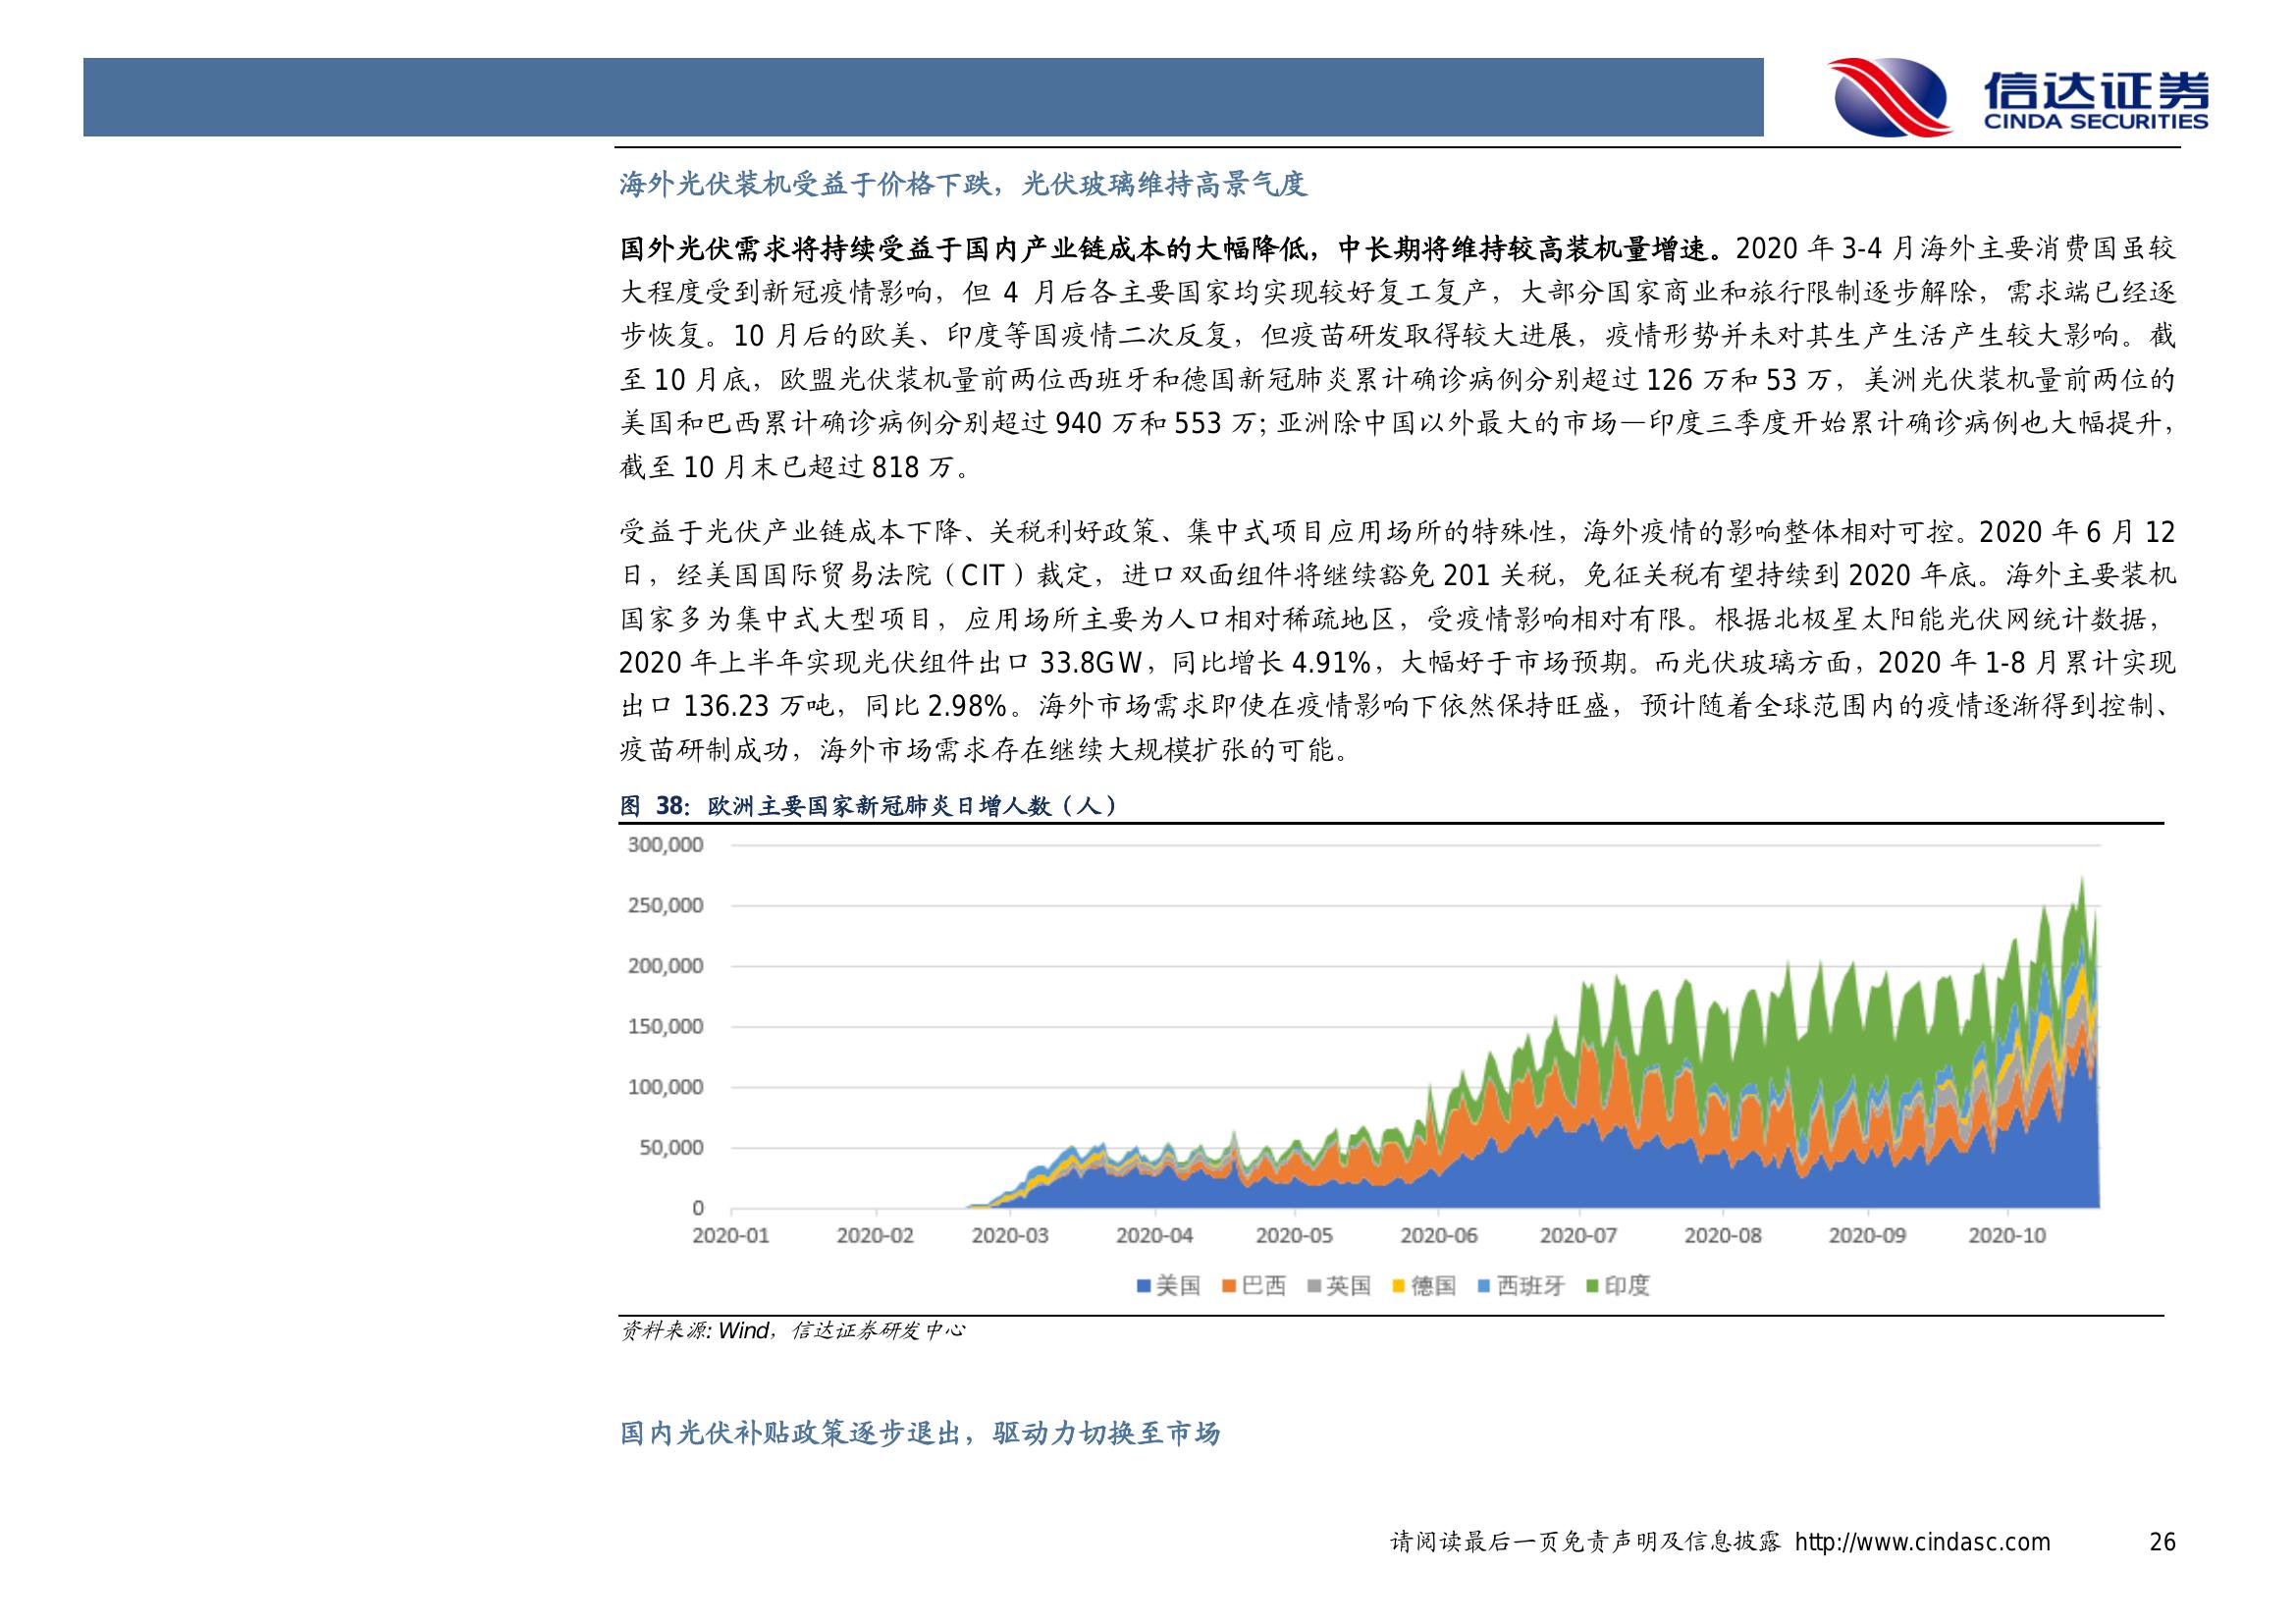 信达证券
CINDA SECURITIES
海外光伏装机受益于价格下跌，光伏玻璃维持高景气度
国外光伏需求将持续受益于国内产业链成本的大幅降低，中长期将维持较高装机量增速。2020 年 3-4 月海外主要消费国虽较
大程度受到新冠疫情影响，但 4 月后各主要国家均实现较好复工复产，大部分国家商业和旅行限制逐步解除，需求端已经逐
步恢复。10 月后的欧美、印度等国疫情二次反复，但疫苗研发取得较大进展，疫情形势并未对其生产生活产生较大影响。截
至 10 月底，欧盟光伏装机量前两位西班牙和德国新冠肺炎累计确诊病例分别超过 126 万和 53 万，美洲光伏装机量前两位的
美国和巴西累计确诊病例分别超过 940 万和 553 万；亚洲除中国以外最大的市场—印度三季度开始累计确诊病例也大幅提升，
截至 10 月末已超过 818 万。
受益于光伏产业链成本下降、关税利好政策、集中式项目应用场所的特殊性，海外疫情的影响整体相对可控。2020 年 6 月 12
日，经美国国际贸易法院（CIT）裁定，进口双面组件将继续豁免 201 关税，免征关税有望持续到 2020 年底。海外主要装机
国家多为集中式大型项目，应用场所主要为人口相对稀疏地区，受疫情影响相对有限。根据北极星太阳能光伏网统计数据，
2020 年上半年实现光伏组件出口 33.8GW，同比增长 4.91%，大幅好于市场预期。而光伏玻璃方面，2020 年 1-8 月累计实现
出口 136.23 万吨，同比 2.98%。海外市场需求即使在疫情影响下依然保持旺盛，预计随着全球范围内的疫情逐渐得到控制、
疫苗研制成功，海外市场需求存在继续大规模扩张的可能。
图 38：欧洲主要国家新冠肺炎日增人数（人）
300,000
250,000
200,000
150,000
100,000
50,000
0
2020-01 2020-02 2020-03 2020-04 2020-05 2020-06 2020-07 2020-08 2020-09 2020-10
美国 巴西 英国 德国 西班牙 印度
资料来源: Wind，信达证券研发中心
国内光伏补贴政策逐步退出，驱动力切换至市场
请阅读最后一页免责声明及信息披露 http://www.cindasc.com 26